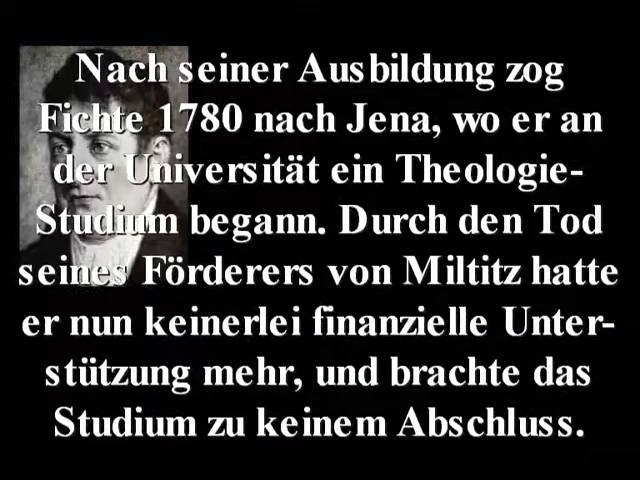 Nach seiner Ausbildung zog
Fichte 1780 nach Jena, wo er an
der Universität ein Theologie-
Studium begann. Durch den Tod
seines Förderers von Miltitz hatte
er nun keinerlei finanzielle Unter-
stützung mehr, und brachte das
Studium zu keinem Abschluss.